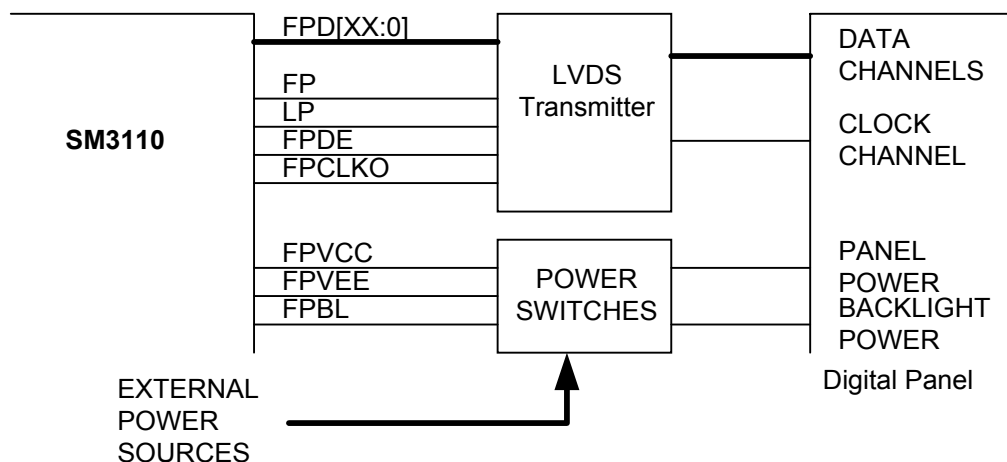 FPD[XX:0]
FP
LP
FPDE
FPCLKO
SM3110
LVDS
Transmitter
DATA
CHANNELS
CLOCK
CHANNEL
FPVCC
FPVEE
FPBL
POWER
SWITCHES
PANEL
POWER
BACKLIGHT
POWER
Digital Panel
EXTERNAL
POWER
SOURCES